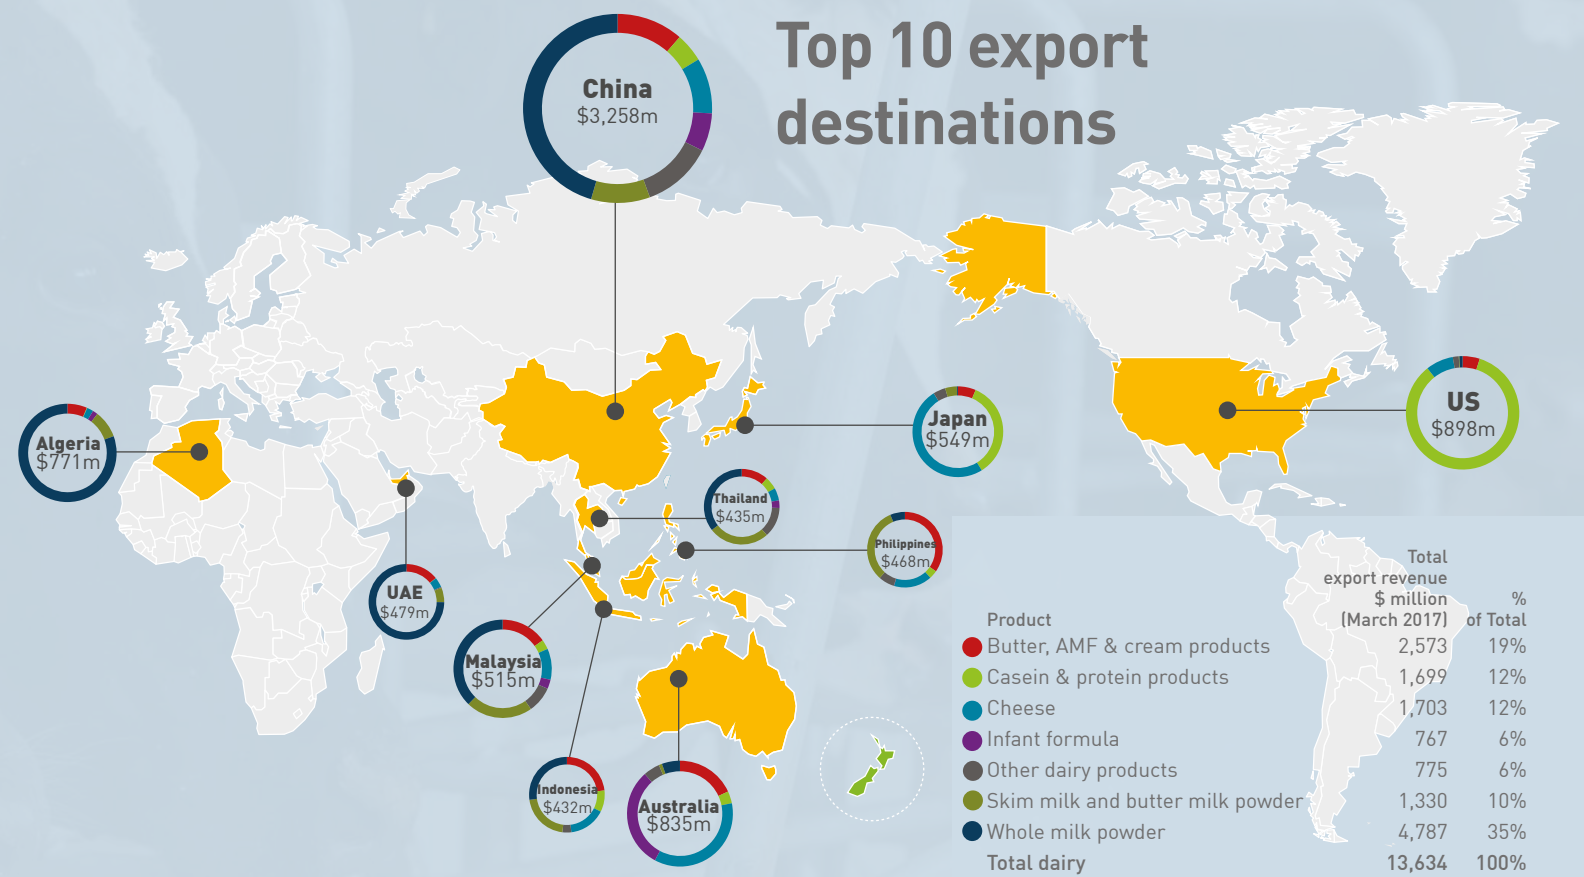 Top 10 export
destinations
China
$3,258m
Algeria
$771m
US
$898m
Japan
$549m
Thailand
$435m
Philippines
$468m
UAE
$479m
Malaysia
$515m
Indonesia
$432m
Australia
$835m
Total
export revenue
$ million %
Product (March 2017) of Total
Butter, AMF & cream products 2,573 19%
Casein & protein products 1,699 12%
Cheese 1,703 12%
Infant formula 767 6%
Other dairy products 775 6%
Skim milk and butter milk powder 1,330 10%
Whole milk powder 4,787 35%
Total dairy 13,634 100%